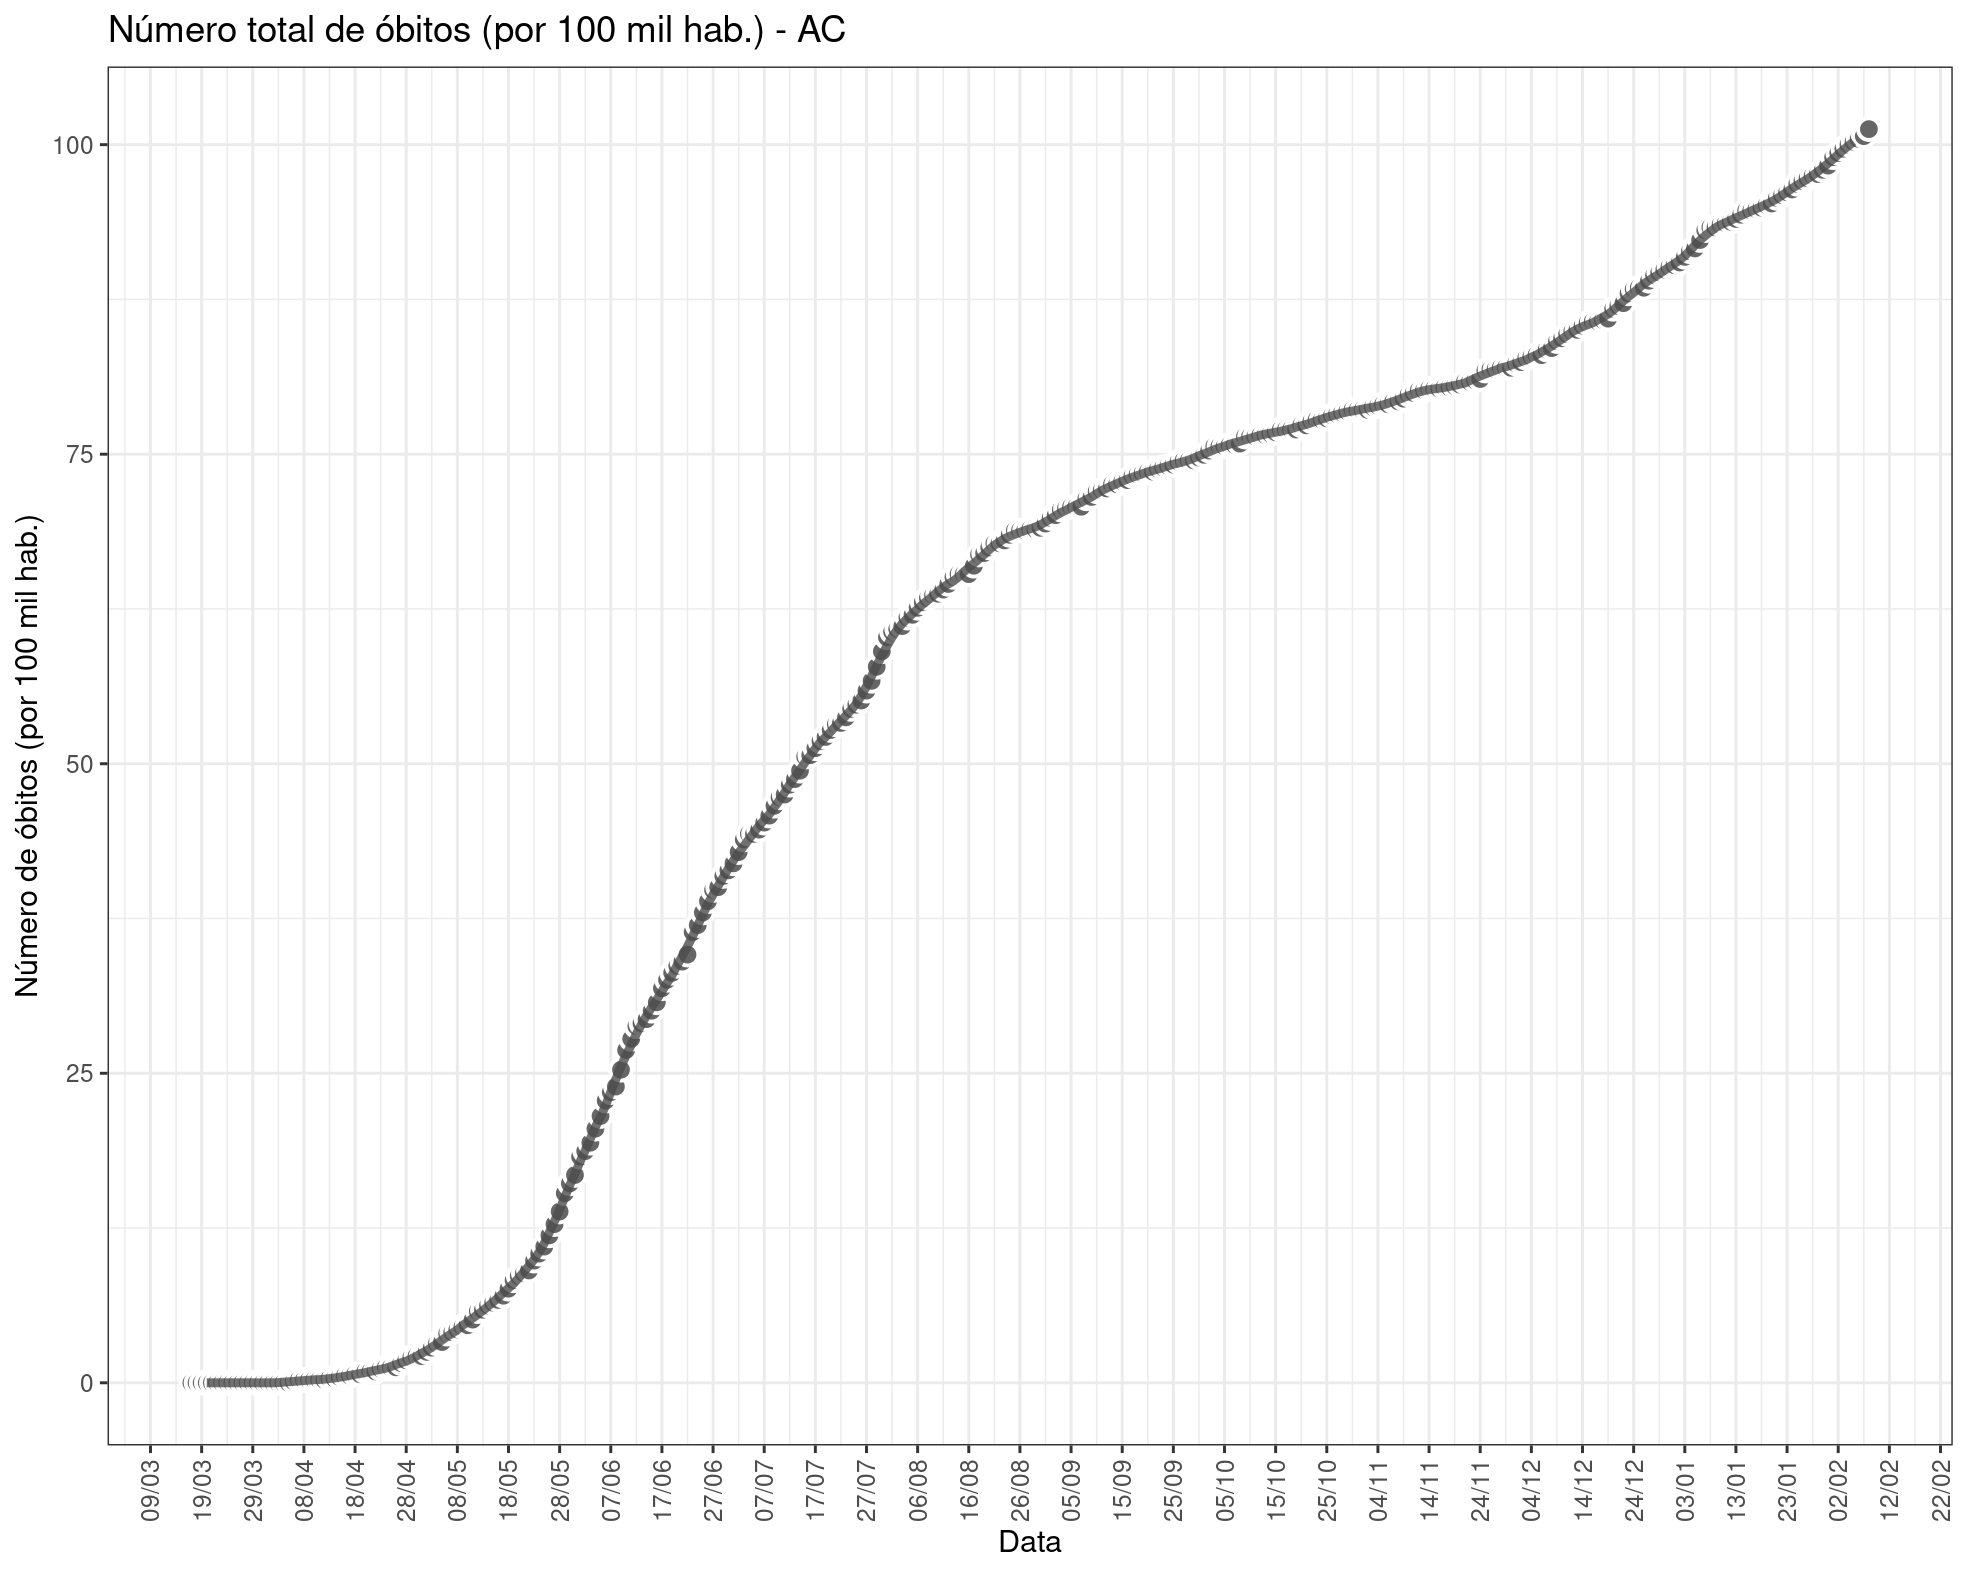 Número total de óbitos (por 100 mil hab.) - AC
Número de óbitos (por 100 mil hab.)
100
75
50
25
0
09/03 19/03 29/03 08/04 18/04 28/04 08/05 18/05 28/05 07/06 17/06 27/06 07/07 17/07 27/07 06/08 16/08 26/08 05/09 15/09 25/09 05/10 15/10 25/10 04/11 14/11 24/11 04/12 14/12 24/12 03/01 13/01 23/01 02/02 12/02 22/02
Data